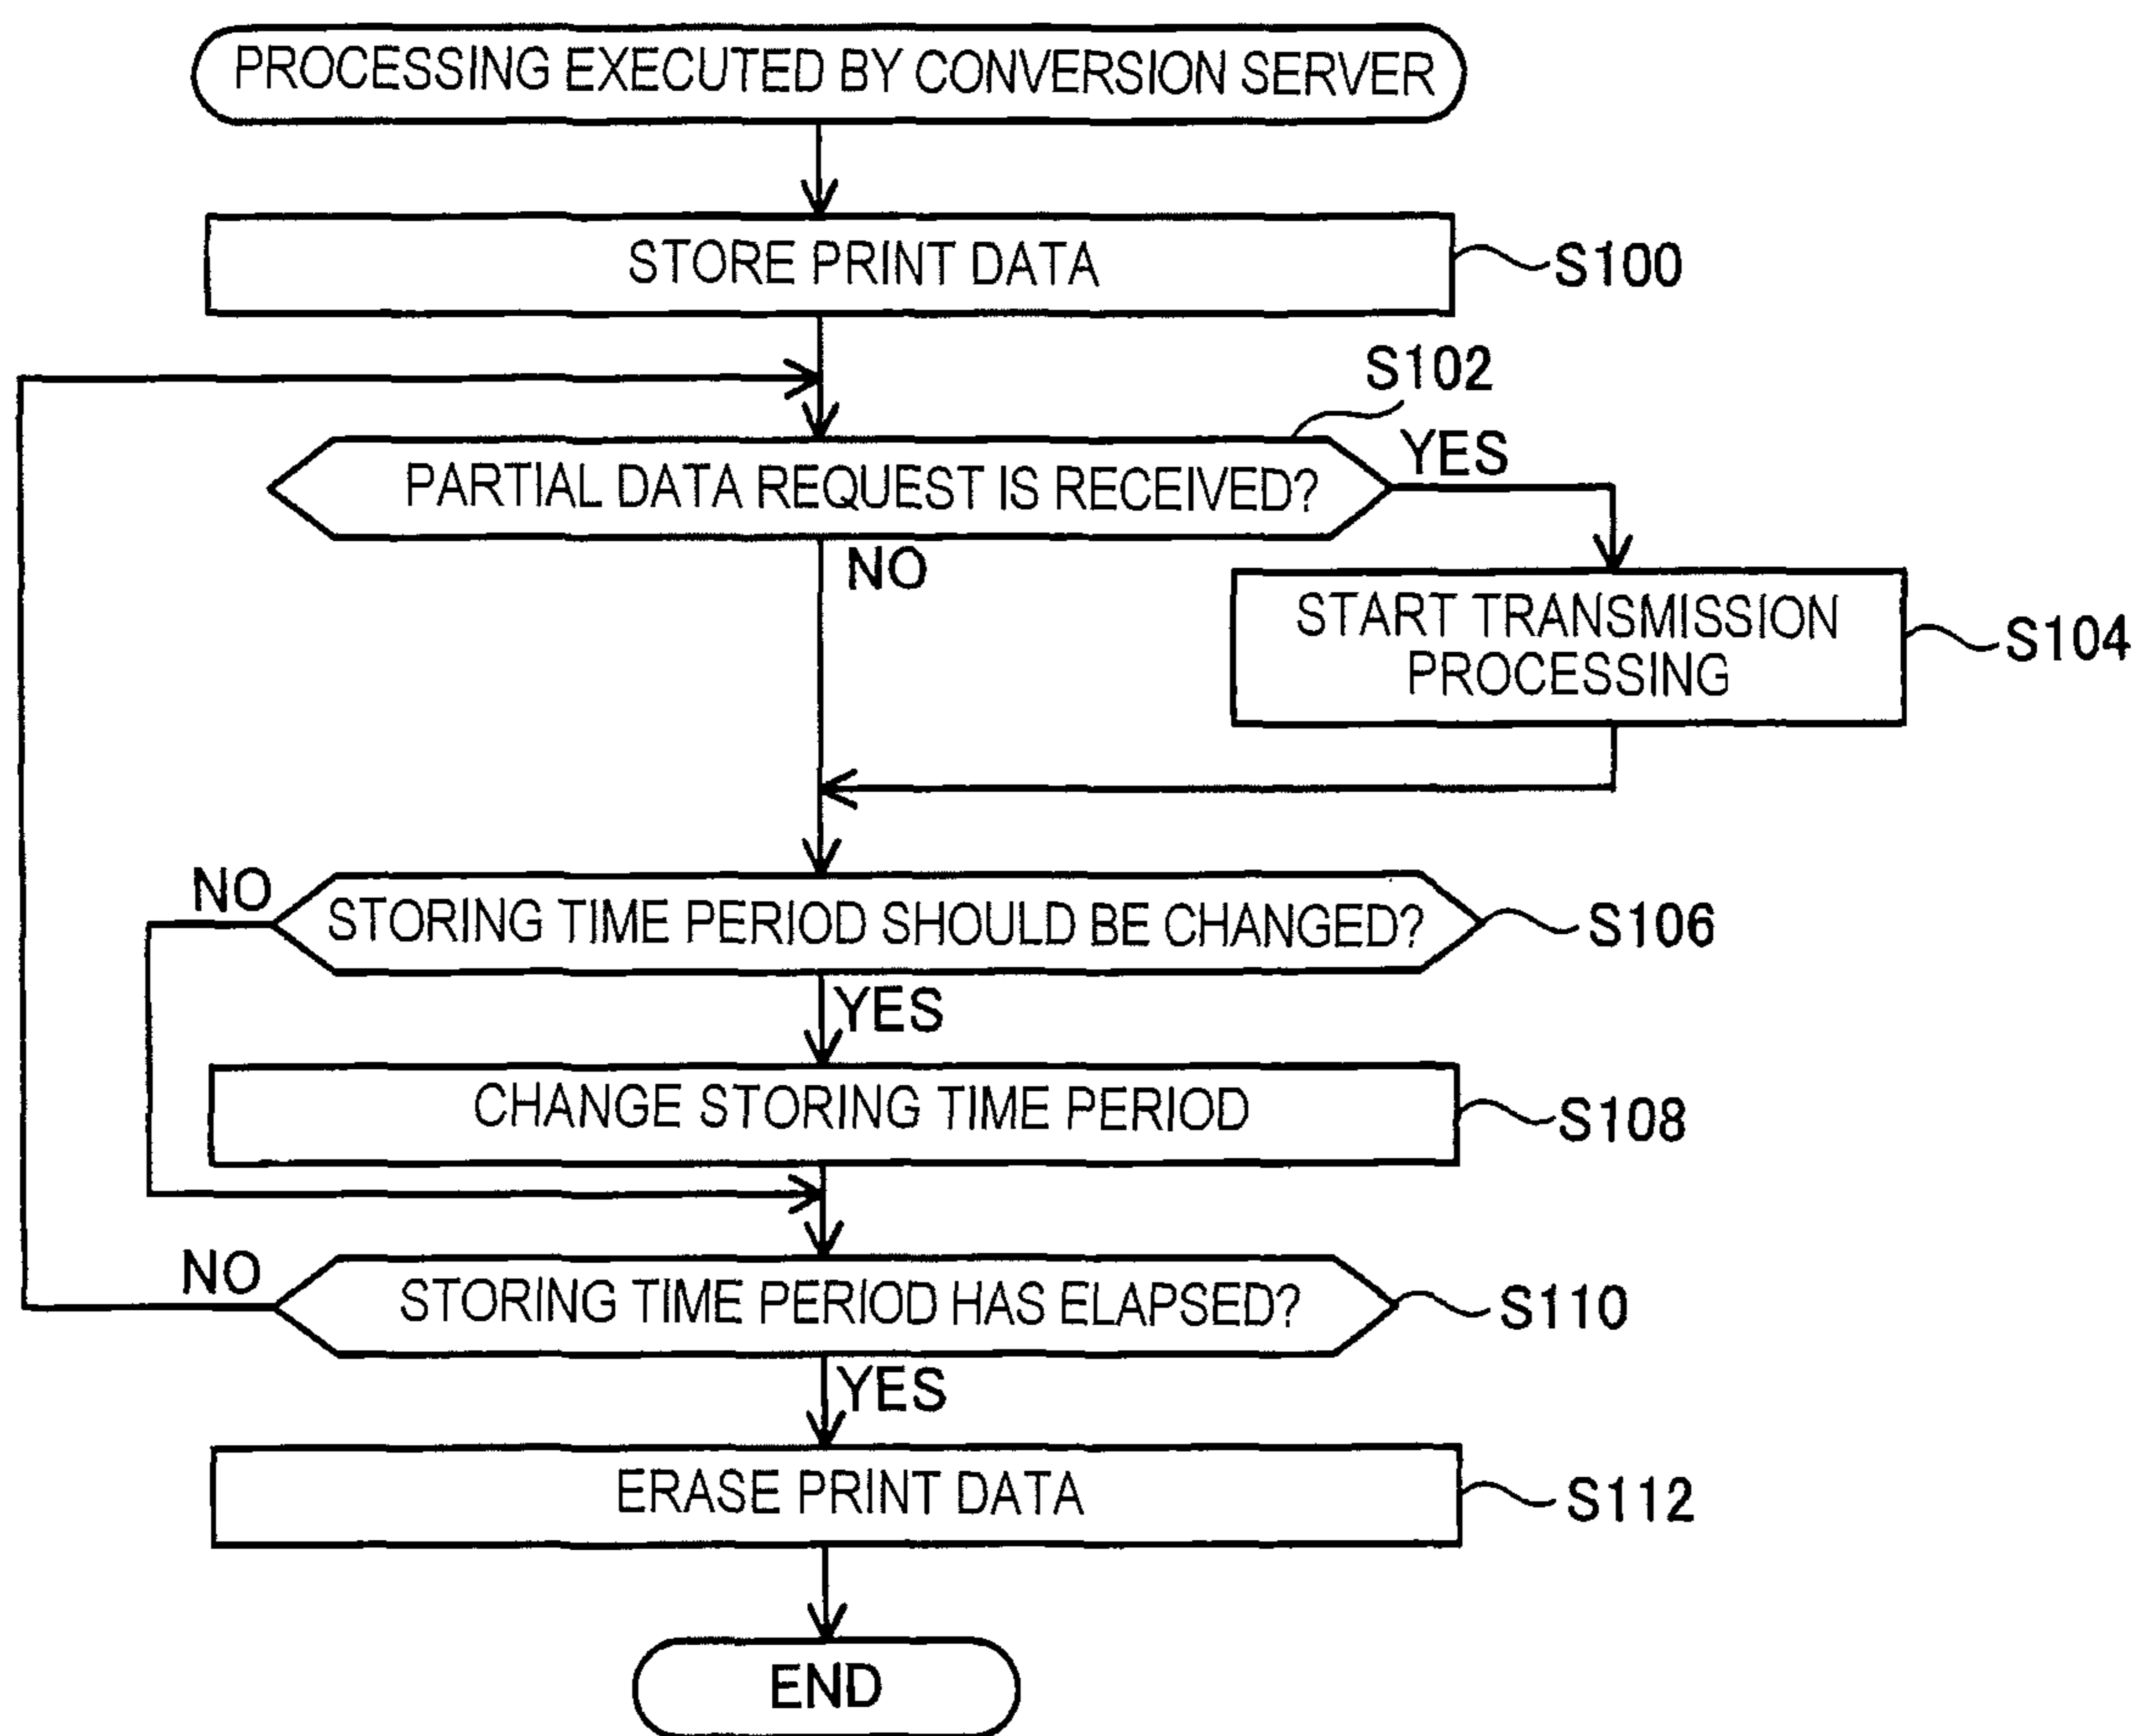 PROCESSING EXECUTED BY CONVERSION SERVER
STORE PRINT DATA
S100
S102
PARTIAL DATA REQUEST IS RECEIVED?
YES
NO
START TRANSMISSION
PROCESSING
S104
NO
STORING TIME PERIOD SHOULD BE CHANGED?
S106
YES
CHANGE STORING TIME PERIOD
S108
NO
STORING TIME PERIOD HAS ELAPSED?
S110
YES
ERASE PRINT DATA
S112
END